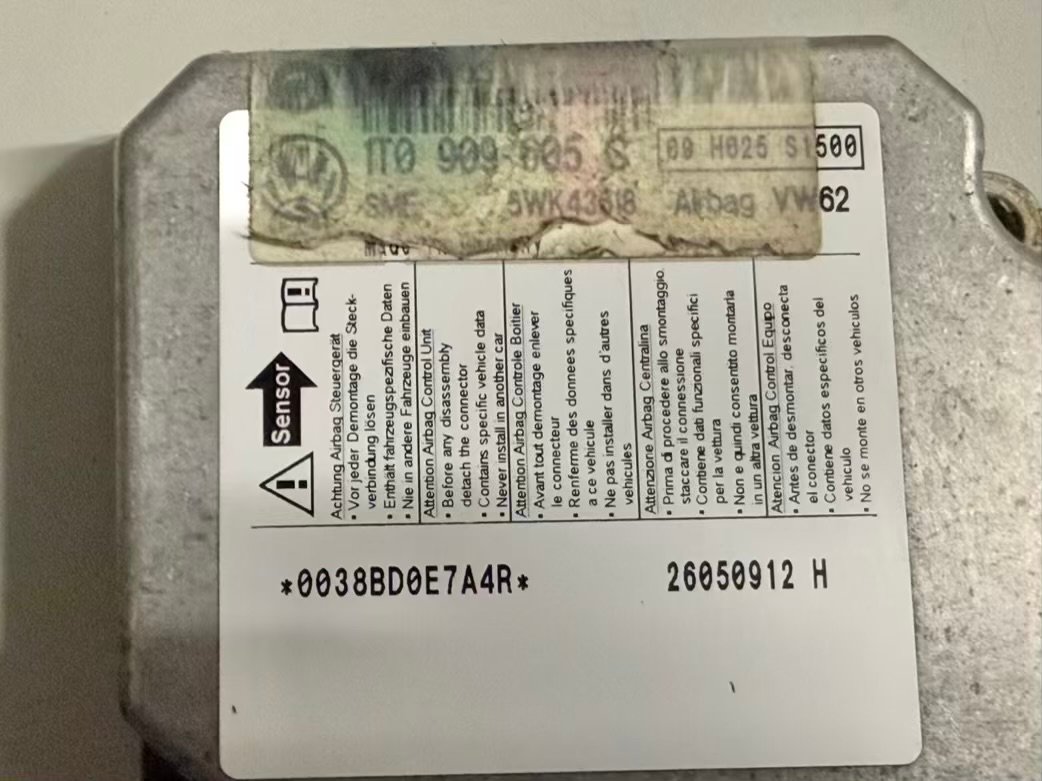 1T0 909 605 S
00 H025 S1500
5WK43618 Airbag VW62
Sensor
Achtung Airbag Steuergerät
• Vor jeder Demontage die Steck-
verbindung lösen
• Enthält fahrzeugspezifische Daten
• Nie in andere Fahrzeuge einbauen
Attention Airbag Control Unit
• Before any disassembly
detach the connector
• Contains specific vehicle data
• Never install in another car
Attention Airbag Controle Boitier
• Avant tout demontage enlever
le connecteur
• Renferme des donnees specifiques
a ce vehicule
• Ne pas installer dans d'autres
vehicules
Attenzione Airbag Centralina
• Prima di procedere allo smontaggio
staccare il connessione
• Contiene dab funzionali specifici
per la vettura
• Non e quindi consentito montaria
in un altra vettura
Atencion Airbag Control Equipo
• Antes de desmontar, desconecta
el conector
• Contiene datos especificos del
vehiculo
• No se monte en otros vehiculos
*0038BD0E7A4R*
26050912 H